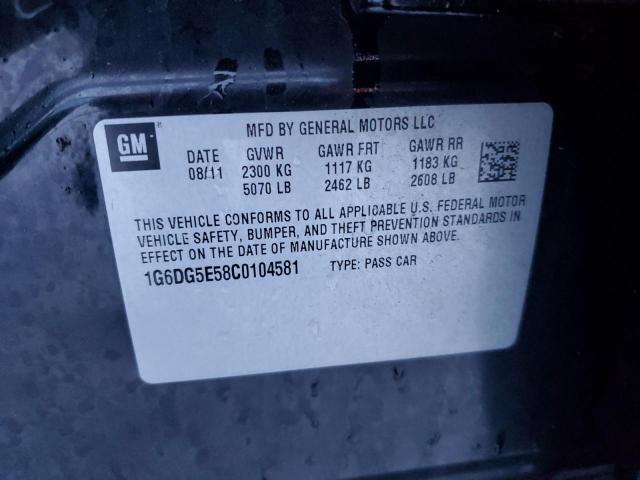 MFD BY GENERAL MOTORS LLC
GM
DATE GVWR GAWR FRT GAWR RR
08/11 2300 KG 1117 KG 1183 KG
5070 LB 2462 LB 2608 LB
THIS VEHICLE CONFORMS TO ALL APPLICABLE U.S. FEDERAL MOTOR
VEHICLE SAFETY, BUMPER, AND THEFT PREVENTION STANDARDS IN
EFFECT ON THE DATE OF MANUFACTURE SHOWN ABOVE.
1G6DG5E58C0104581 TYPE: PASS CAR